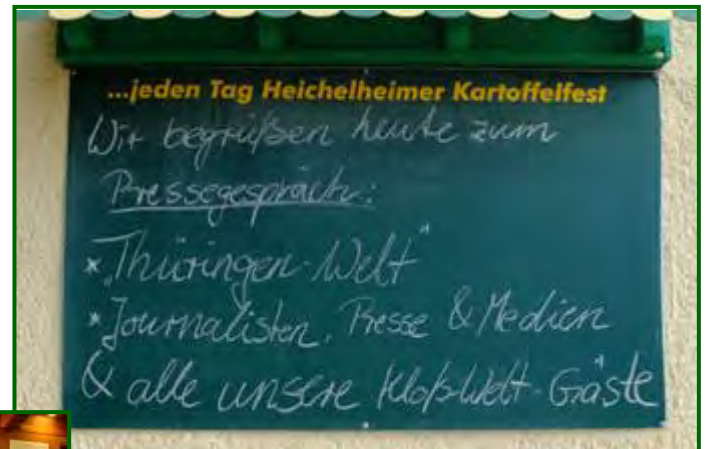 ...jeden Tag Heichelheimer Kartoffelfest
Wir begrüßen heute zum
Pressegespräch:
* „Thüringen-Welt"
* Journalisten, Presse & Medien
& alle unsere Kloß-Welt-Gäste